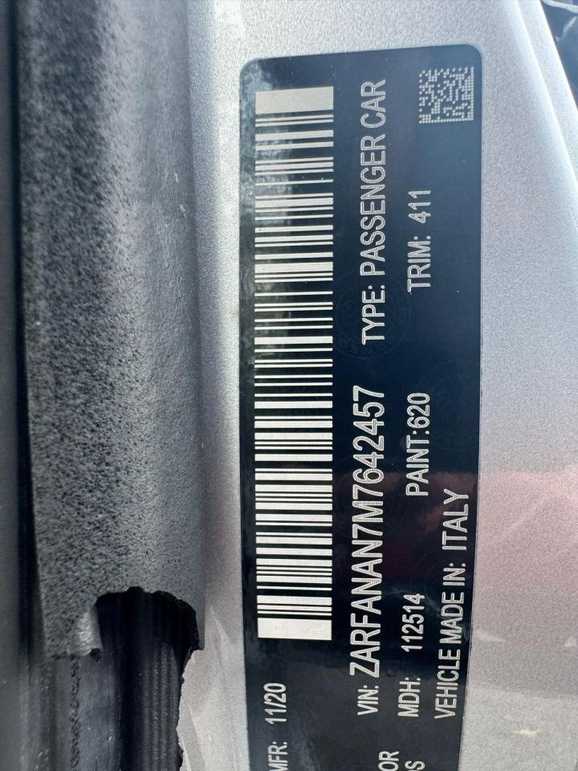 MFR: 11/20
VIN: ZARFANAN7M7642457 TYPE: PASSENGER CAR
MDH: 112514 PAINT:620 TRIM: 411
VEHICLE MADE IN: ITALY